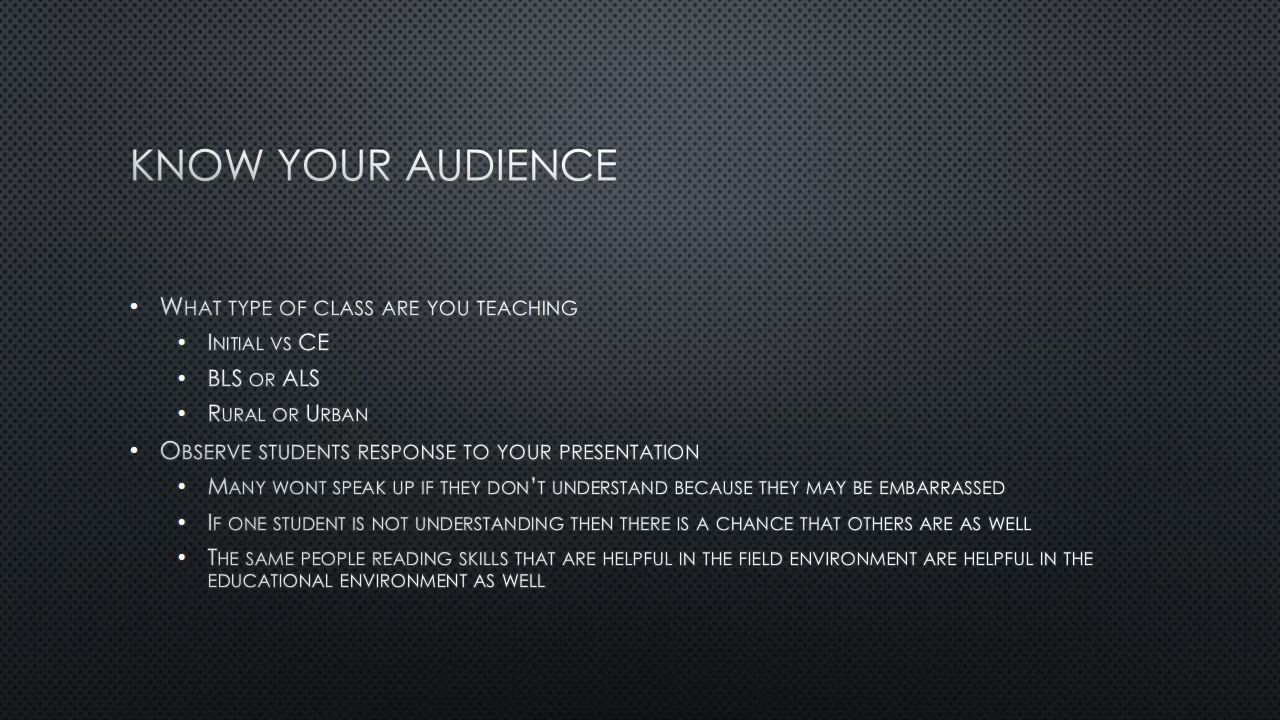 KNOW YOUR AUDIENCE
• WHAT TYPE OF CLASS ARE YOU TEACHING
• INITIAL VS CE
• BLS OR ALS
• RURAL OR URBAN
• OBSERVE STUDENTS RESPONSE TO YOUR PRESENTATION
• MANY WONT SPEAK UP IF THEY DON’T UNDERSTAND BECAUSE THEY MAY BE EMBARRASSED
• IF ONE STUDENT IS NOT UNDERSTANDING THEN THERE IS A CHANCE THAT OTHERS ARE AS WELL
• THE SAME PEOPLE READING SKILLS THAT ARE HELPFUL IN THE FIELD ENVIRONMENT ARE HELPFUL IN THE
EDUCATIONAL ENVIRONMENT AS WELL